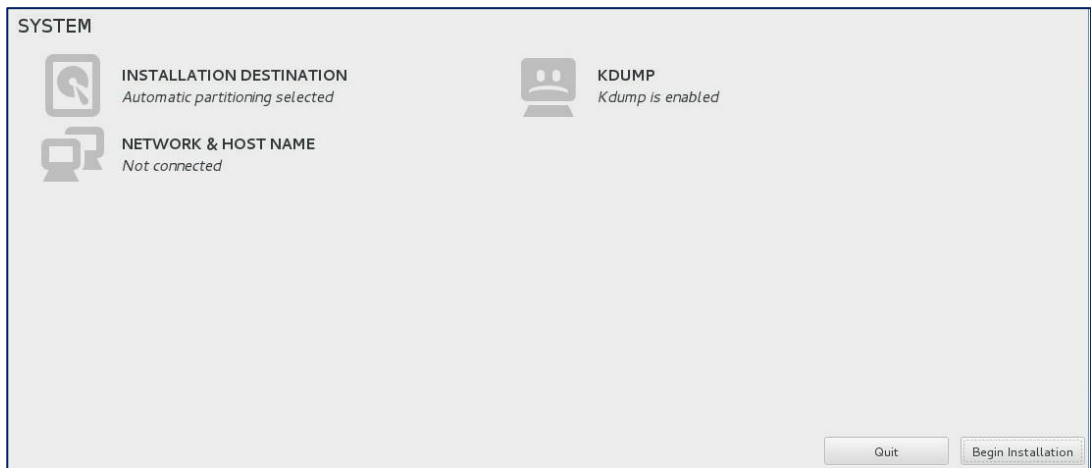 SYSTEM
INSTALLATION DESTINATION
Automatic partitioning selected
KDUMP
Kdump is enabled
NETWORK & HOST NAME
Not connected
Quit
Begin Installation